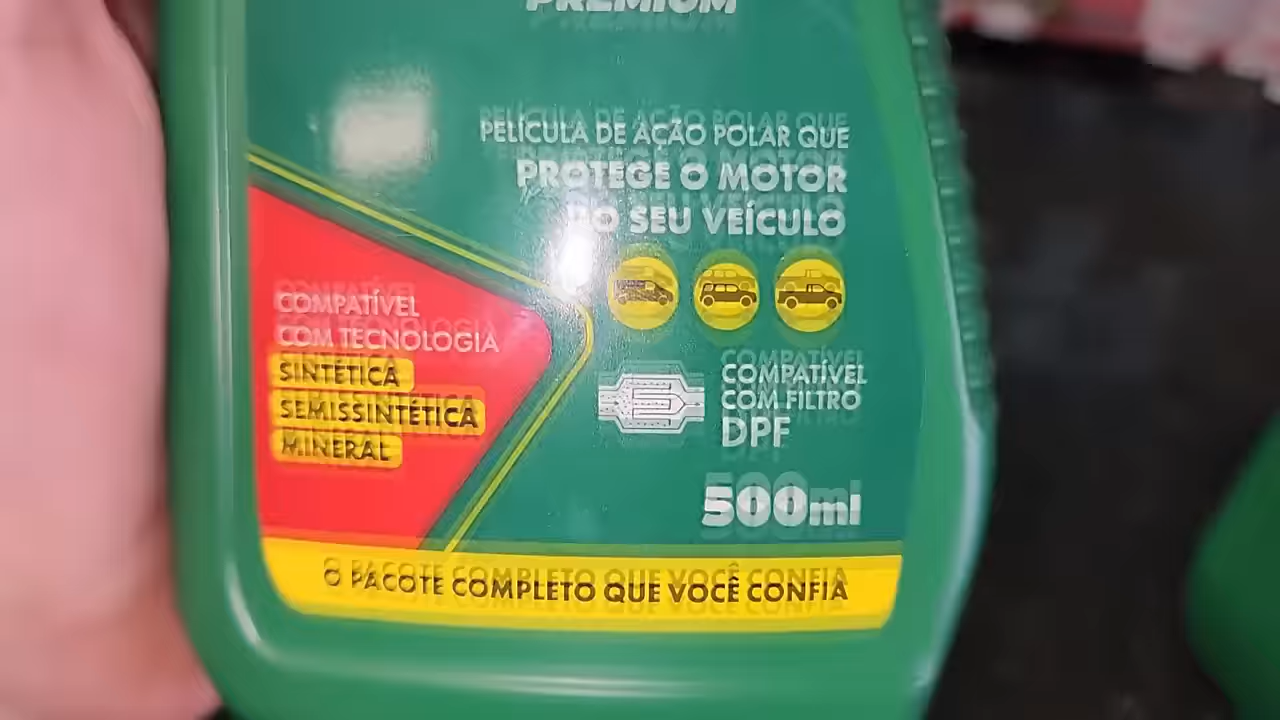 PREMIUM
PELÍCULA DE AÇÃO POLAR QUE
PROTEGE O MOTOR
DO SEU VEÍCULO
COMPATÍVEL
COM TECNOLOGIA
SINTÉTICA
SEMISSINTÉTICA
MINERAL
COMPATÍVEL
COM FILTRO
DPF
500ml
O PACOTE COMPLETO QUE VOCÊ CONFIA